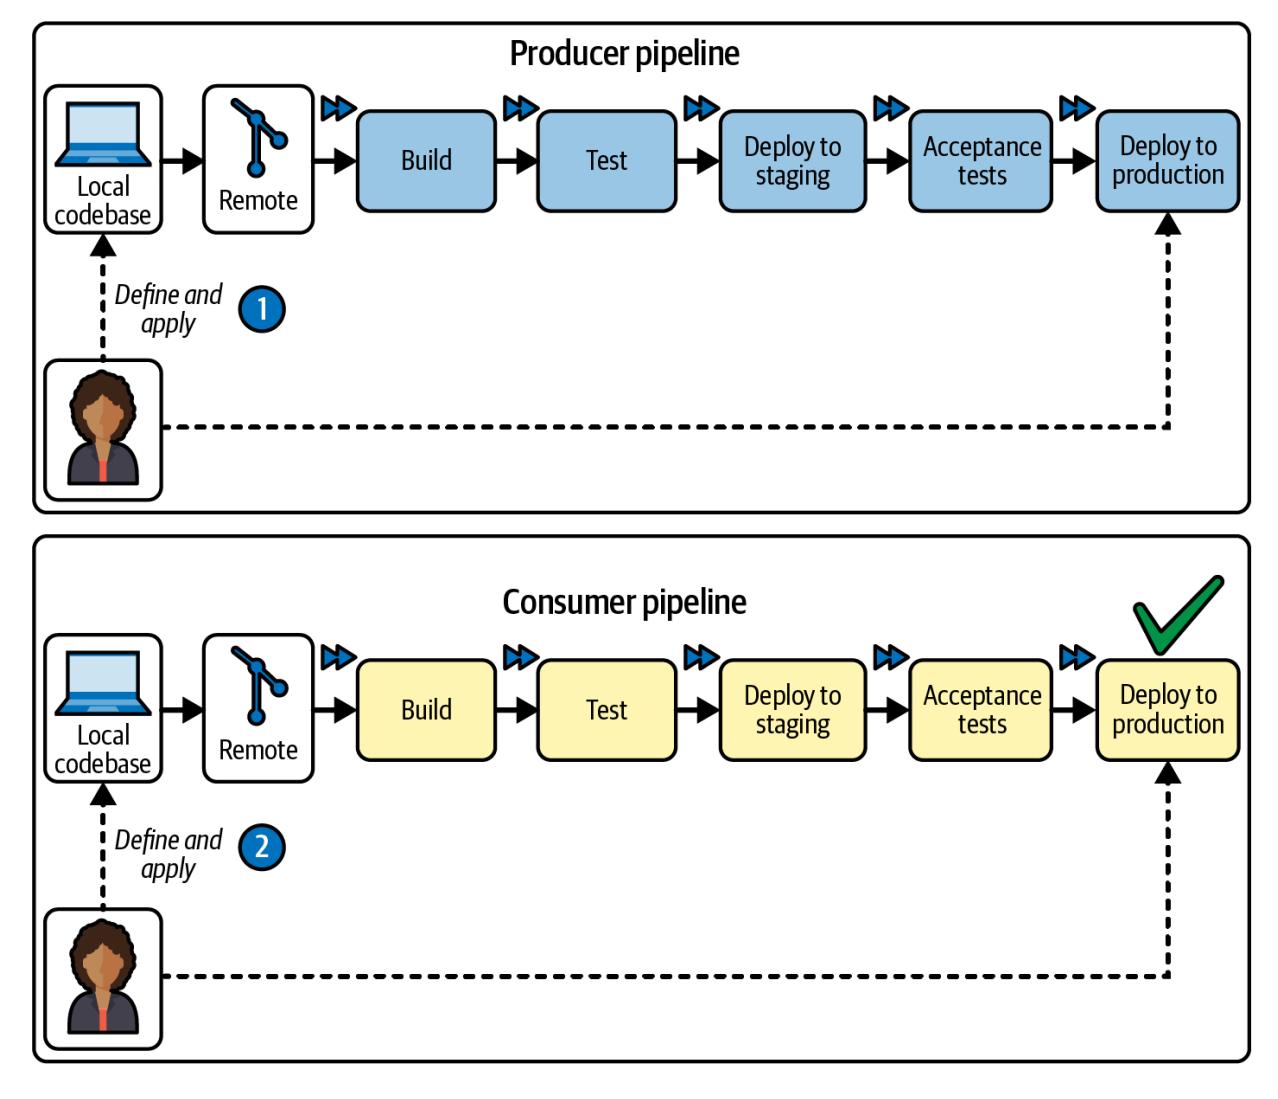 Producer pipeline
Local
codebase
Remote
Build
Test
Deploy to
staging
Acceptance
tests
Deploy to
production
Define and
apply
1
Consumer pipeline
Local
codebase
Remote
Build
Test
Deploy to
staging
Acceptance
tests
Deploy to
production
Define and
apply
2